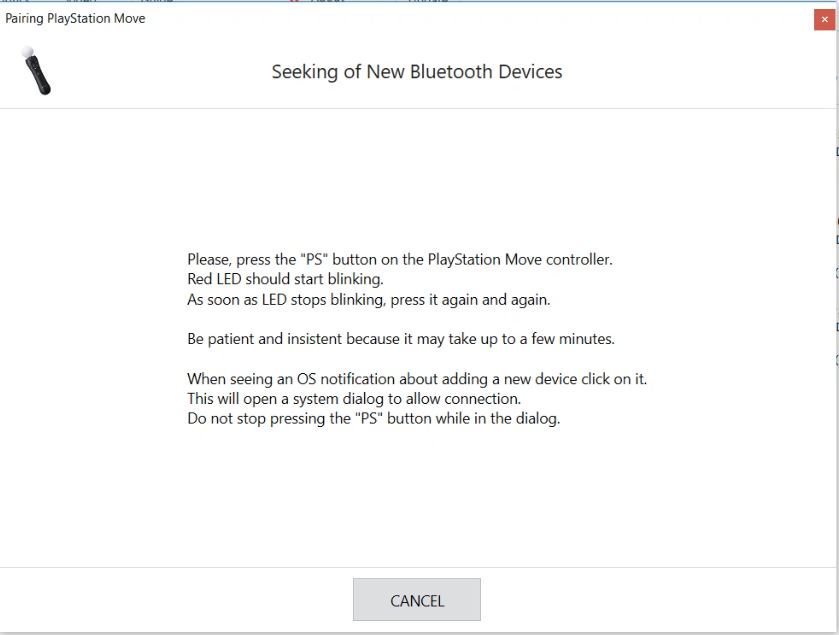 Pairing PlayStation Move
Seeking of New Bluetooth Devices
Please, press the "PS" button on the PlayStation Move controller.
Red LED should start blinking.
As soon as LED stops blinking, press it again and again.
Be patient and insistent because it may take up to a few minutes.
When seeing an OS notification about adding a new device click on it.
This will open a system dialog to allow connection.
Do not stop pressing the "PS" button while in the dialog.
CANCEL